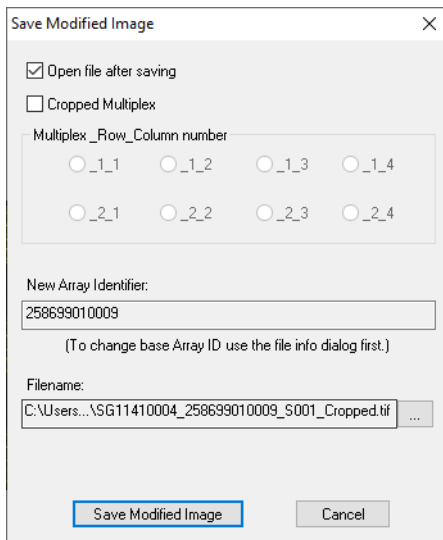 Save Modified Image
Open file after saving
Cropped Multiplex
Multiplex _Row_Column number
_1_1 _1_2 _1_3 _1_4
_2_1 _2_2 _2_3 _2_4
New Array Identifier:
258699010009
(To change base Array ID use the file info dialog first.)
Filename:
C:\Users...\SG11410004_258699010009_S001_Cropped.tif ...
Save Modified Image Cancel